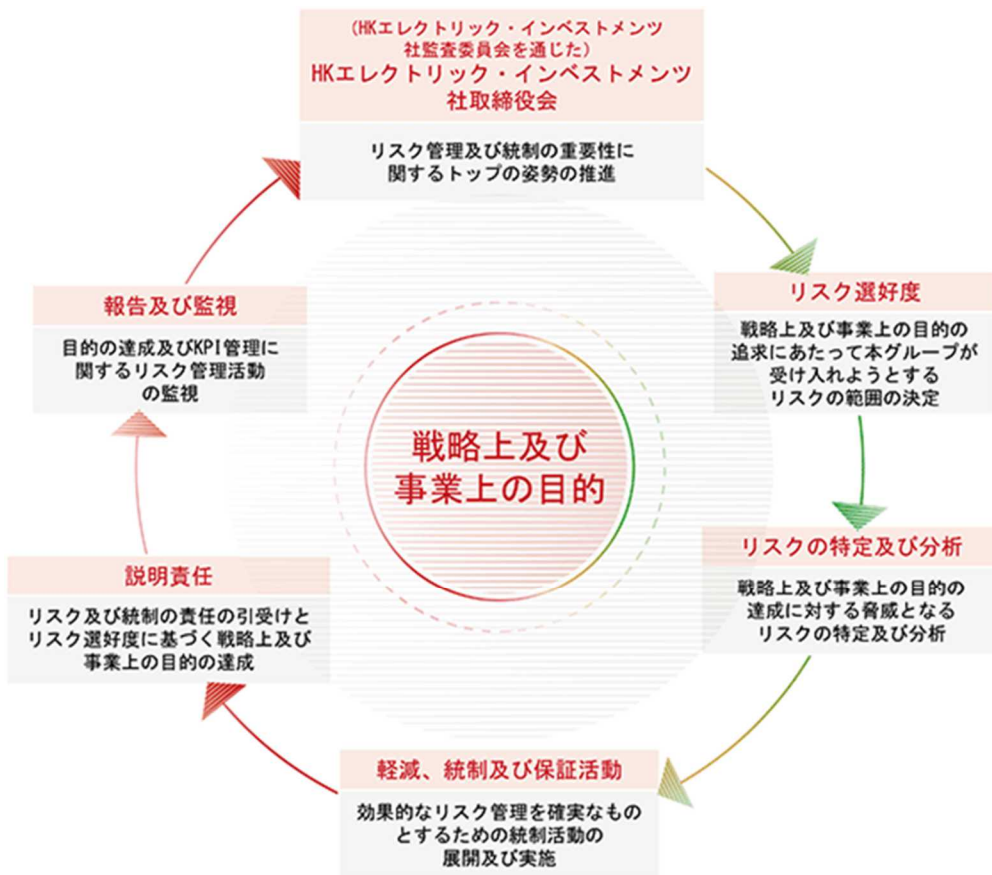 (HKエレクトリック・インベストメンツ
社監査委員会を通じた)
HKエレクトリック・インベストメンツ
社取締役会
リスク管理及び統制の重要性に
関するトップの姿勢の推進
リスク選好度
戦略上及び事業上の目的の
追求にあたって本グループが
受け入れようとする
リスクの範囲の決定
リスクの特定及び分析
戦略上及び事業上の目的の
達成に対する脅威となる
リスクの特定及び分析
軽減、統制及び保証活動
効果的なリスク管理を確実なもの
とするための統制活動の
展開及び実施
説明責任
リスク及び統制の責任の引受けと
リスク選好度に基づく戦略上及び
事業上の目的の達成
報告及び監視
目的の達成及びKPI管理に
関するリスク管理活動
の監視
戦略上及び
事業上の目的